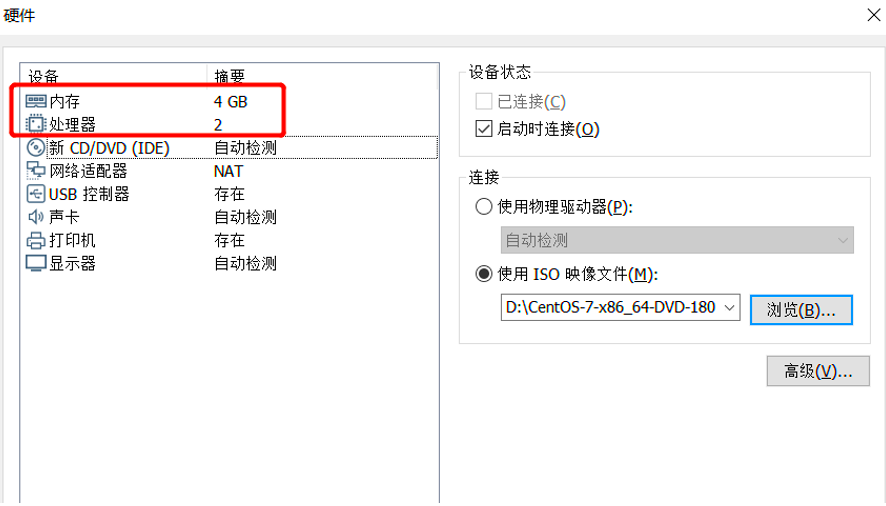 硬件
设备 摘要
内存 4 GB
处理器 2
新 CD/DVD (IDE) 自动检测
网络适配器 NAT
USB 控制器 存在
声卡 自动检测
打印机 存在
显示器 自动检测
设备状态
已连接(C)
启动时连接(O)
连接
使用物理驱动器(P):
自动检测
使用 ISO 映像文件(M):
D:\CentOS-7-x86_64-DVD-180
浏览(B)...
高级(V)...